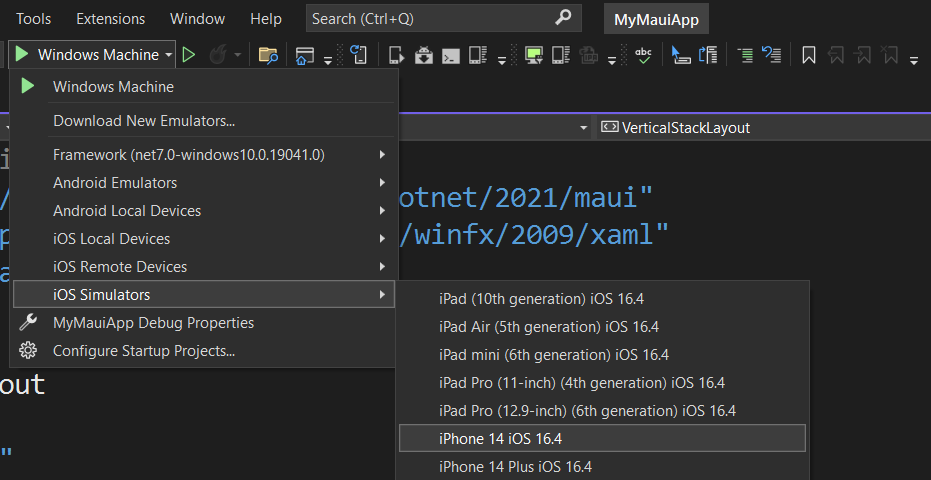 Tools Extensions Window Help Search (Ctrl+Q) MyMauiApp
Windows Machine
abc
Windows Machine
Download New Emulators...
VerticalStackLayout
Framework (net7.0-windows10.0.19041.0)
Android Emulators
otnet/2021/maui"
Android Local Devices
iOS Local Devices
/winfx/2009/xaml"
iOS Remote Devices
iOS Simulators
iPad (10th generation) iOS 16.4
MyMauiApp Debug Properties
iPad Air (5th generation) iOS 16.4
Configure Startup Projects...
iPad mini (6th generation) iOS 16.4
out
iPad Pro (11-inch) (4th generation) iOS 16.4
iPad Pro (12.9-inch) (6th generation) iOS 16.4
iPhone 14 iOS 16.4
"
iPhone 14 Plus iOS 16.4